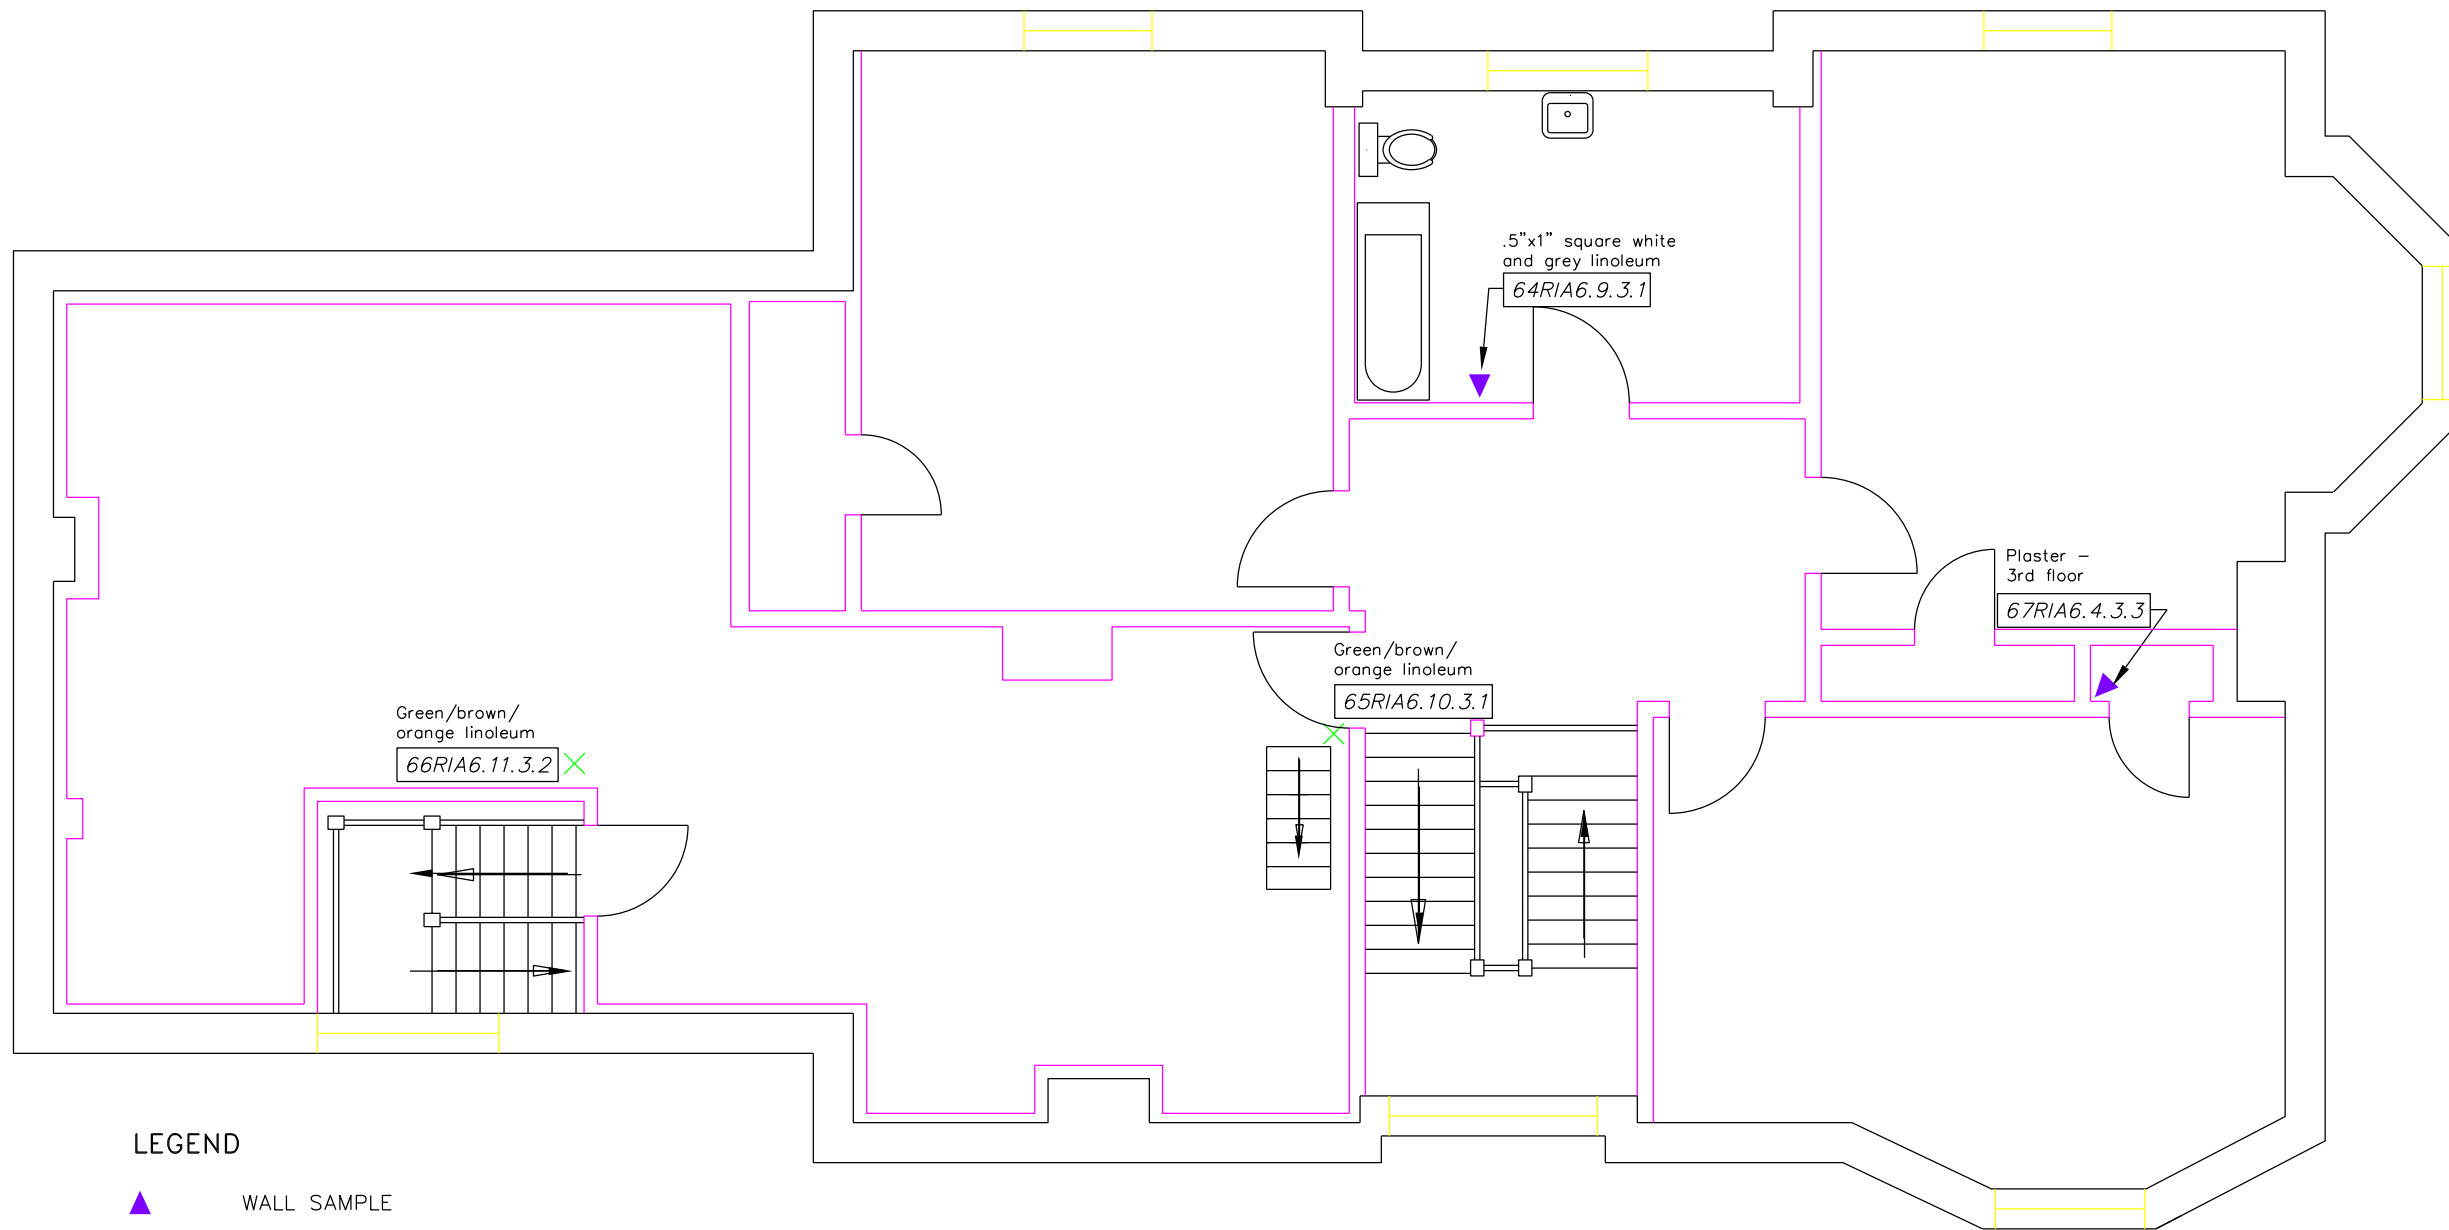 .5"x1" square white
and grey linoleum
64RIA6.9.3.1
Plaster –
3rd floor
67RIA6.4.3.3
Green/brown/
orange linoleum
65RIA6.10.3.1
Green/brown/
orange linoleum
66RIA6.11.3.2
LEGEND
WALL SAMPLE